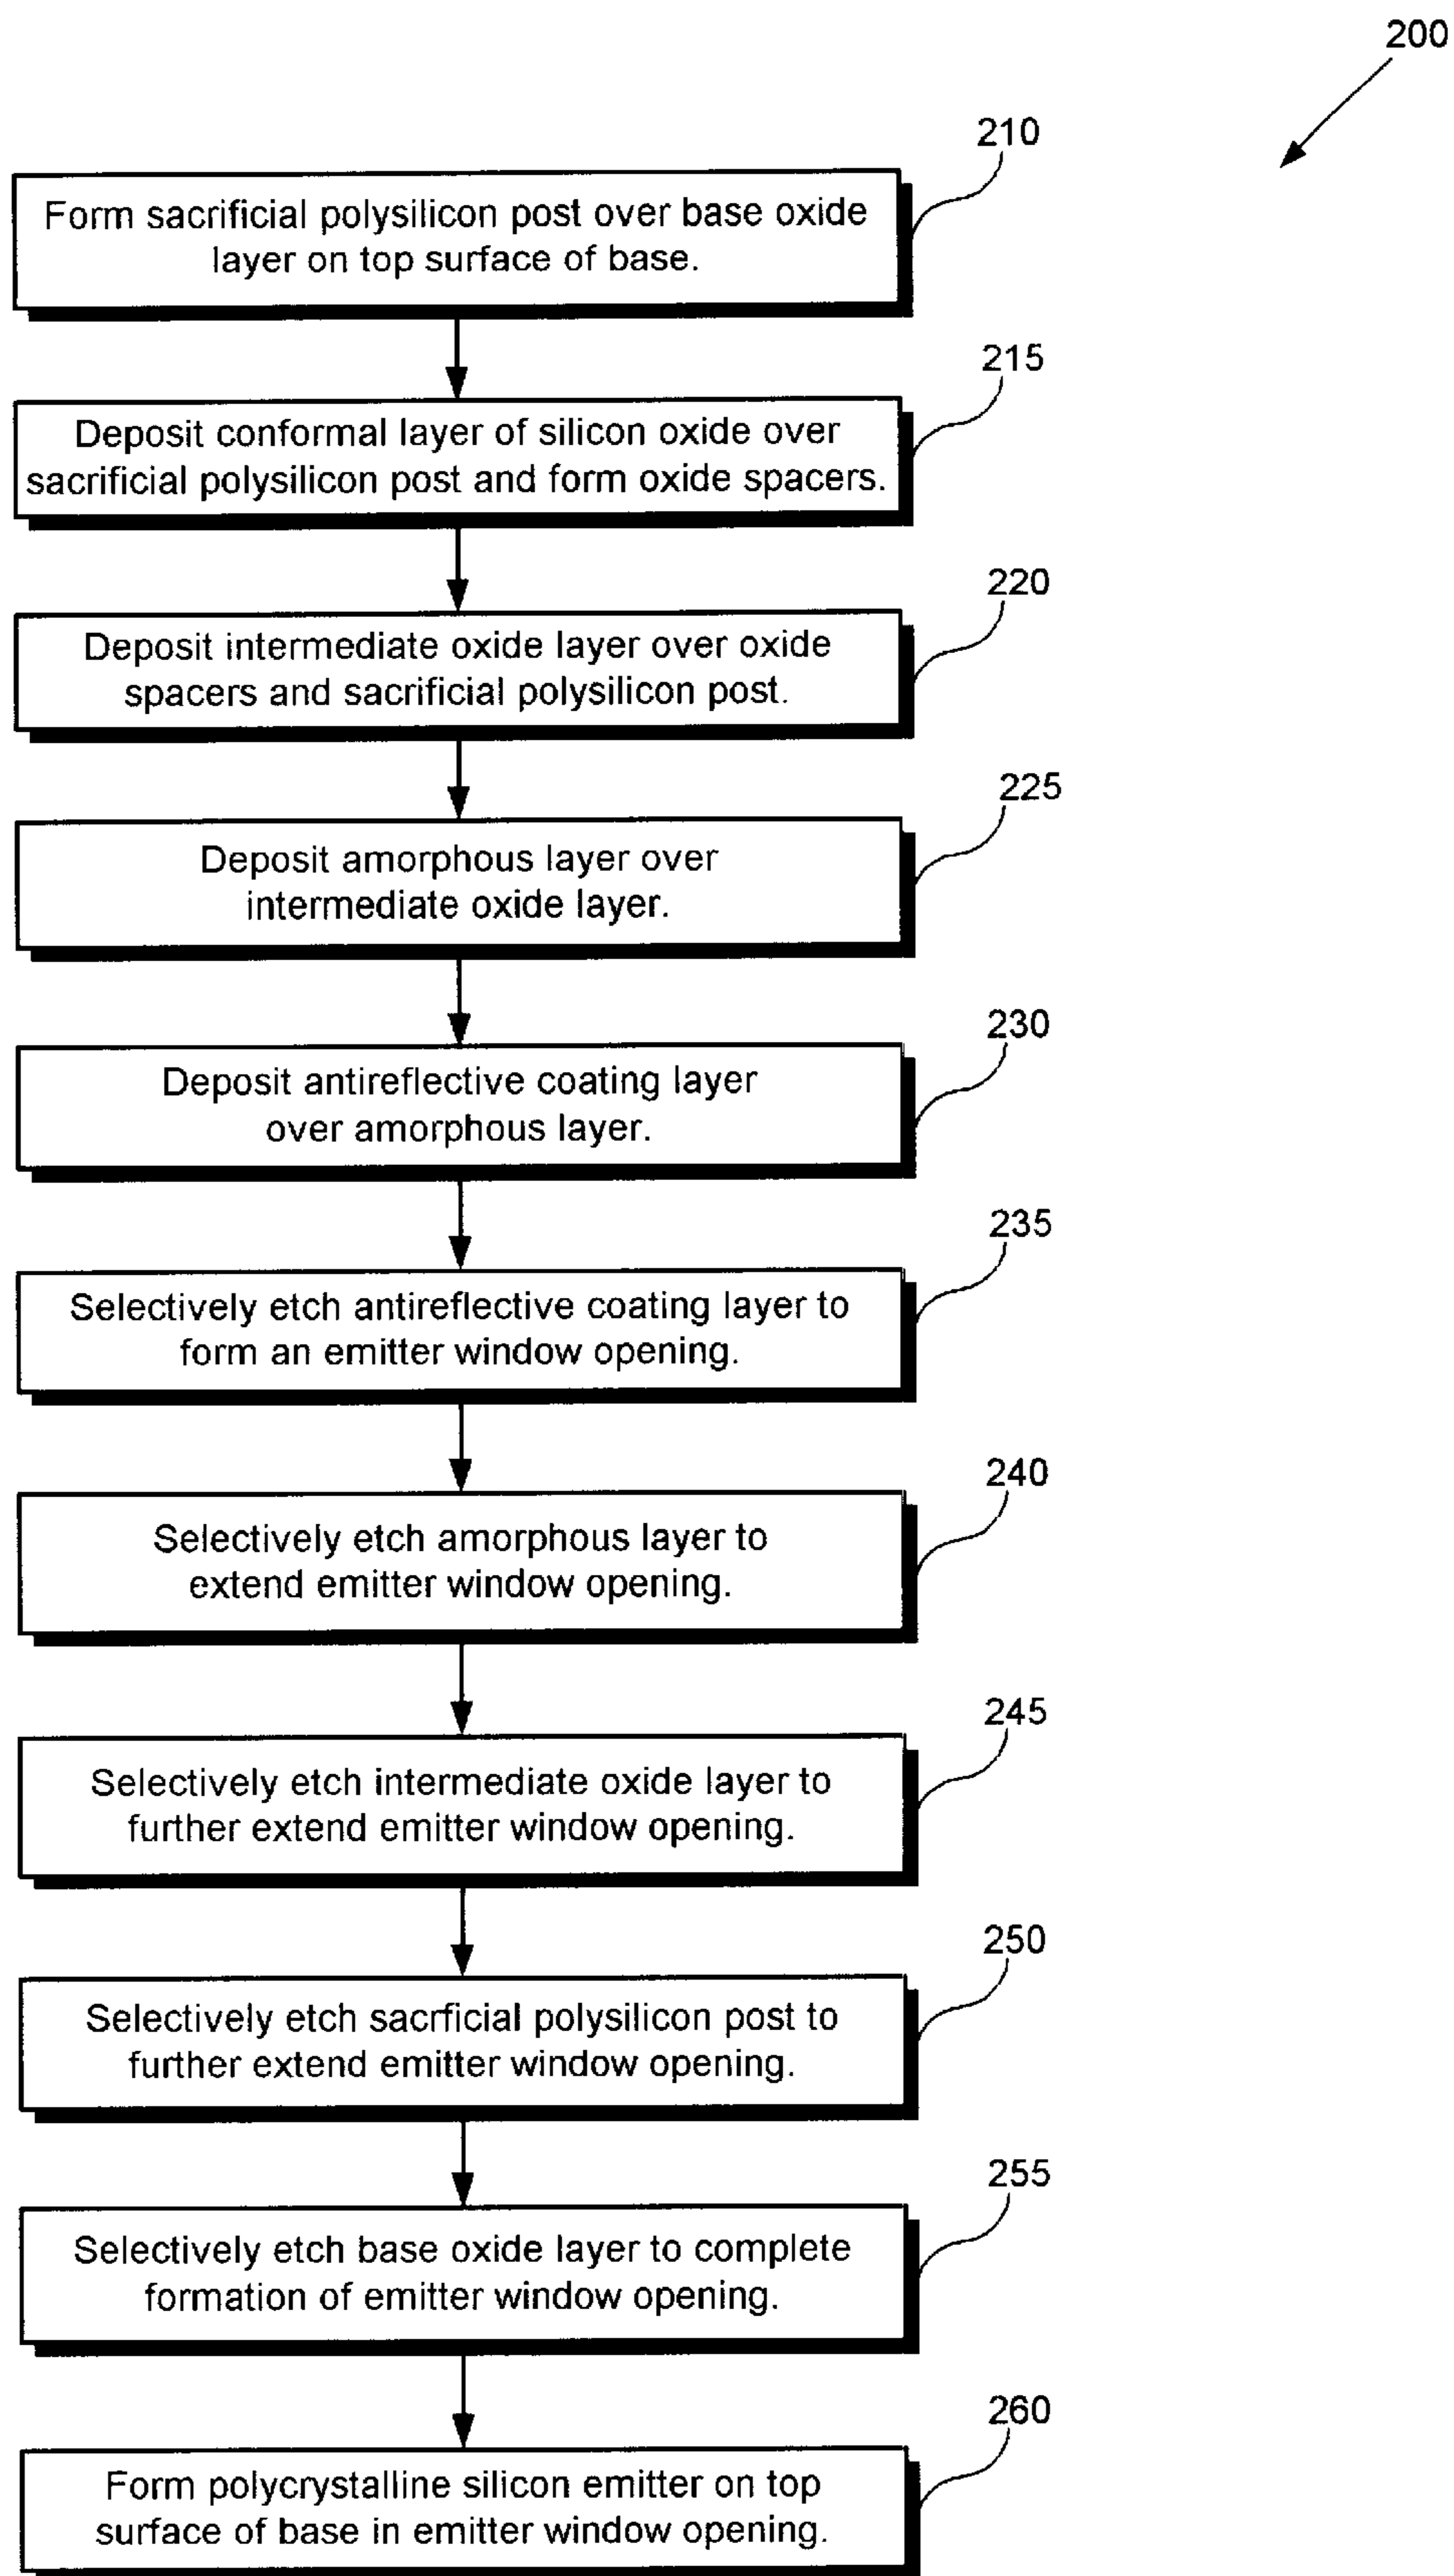 200
210
Form sacrificial polysilicon post over base oxide
layer on top surface of base.
215
Deposit conformal layer of silicon oxide over
sacrificial polysilicon post and form oxide spacers.
220
Deposit intermediate oxide layer over oxide
spacers and sacrificial polysilicon post.
225
Deposit amorphous layer over
intermediate oxide layer.
230
Deposit antireflective coating layer
over amorphous layer.
235
Selectively etch antireflective coating layer to
form an emitter window opening.
240
Selectively etch amorphous layer to
extend emitter window opening.
245
Selectively etch intermediate oxide layer to
further extend emitter window opening.
250
Selectively etch sacrficial polysilicon post to
further extend emitter window opening.
255
Selectively etch base oxide layer to complete
formation of emitter window opening.
260
Form polycrystalline silicon emitter on top
surface of base in emitter window opening.